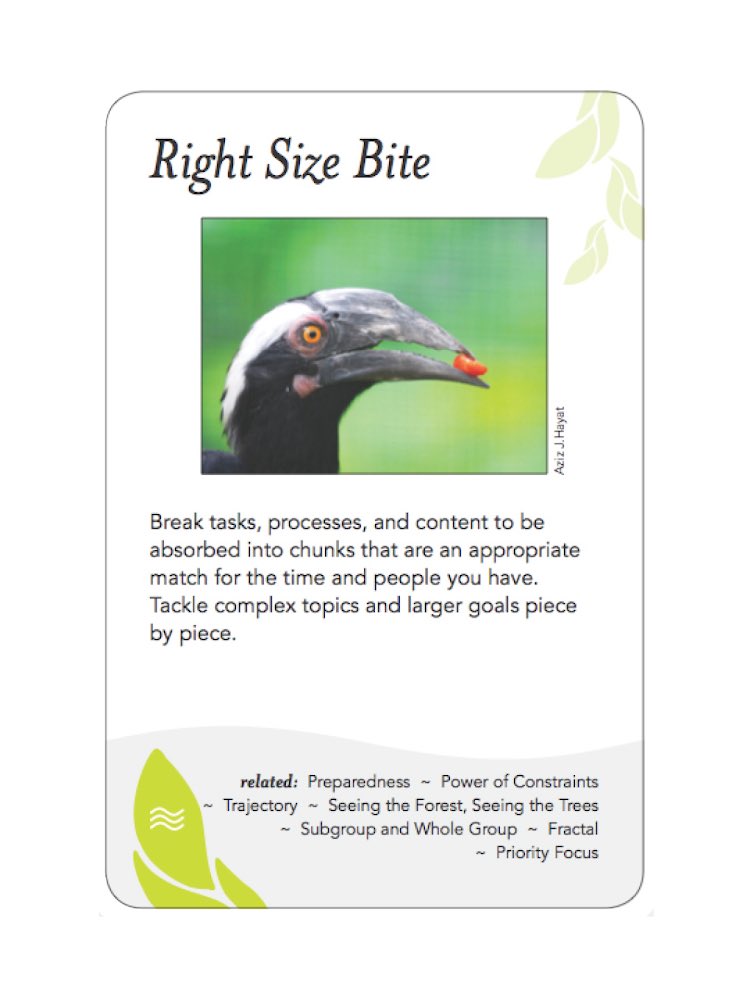 Right Size Bite
Aziz J.Hayat
Break tasks, processes, and content to be
absorbed into chunks that are an appropriate
match for the time and people you have.
Tackle complex topics and larger goals piece
by piece.
related: Preparedness ~ Power of Constraints
~ Trajectory ~ Seeing the Forest, Seeing the Trees
~ Subgroup and Whole Group ~ Fractal
~ Priority Focus